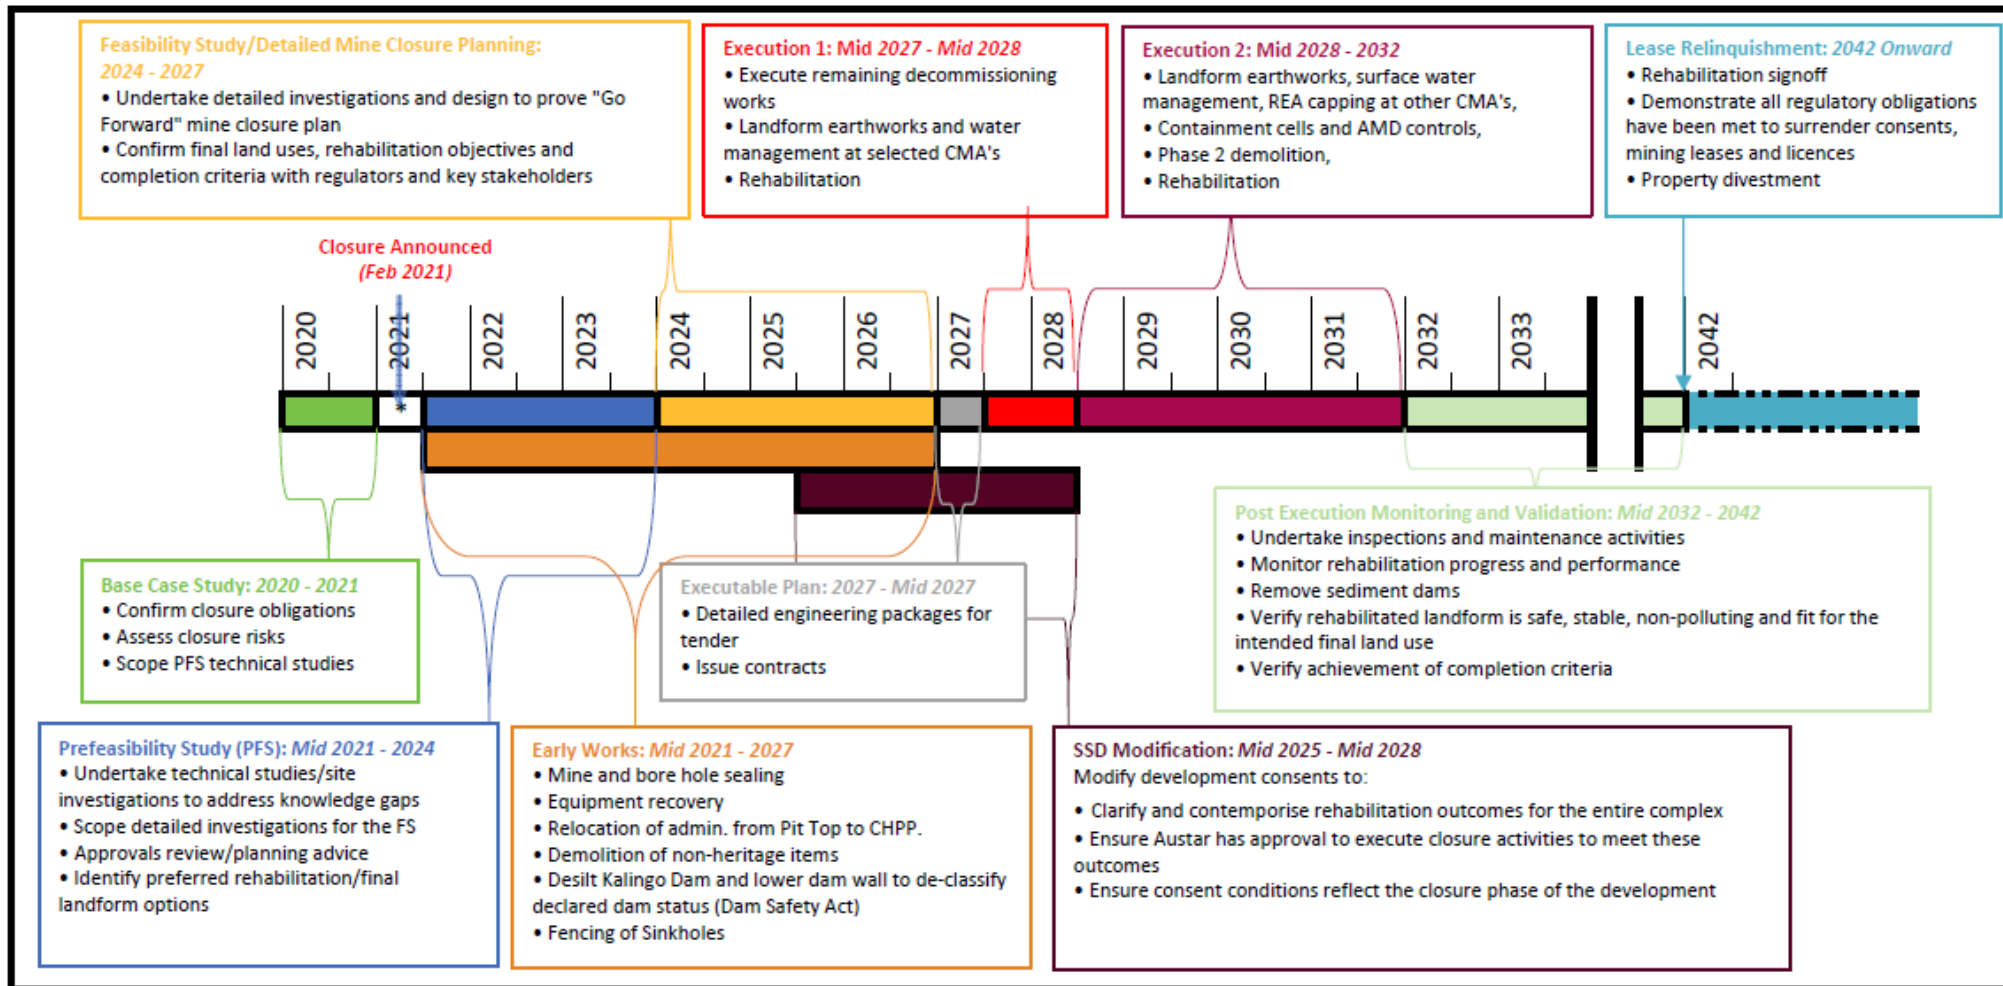 Feasibility Study/Detailed Mine Closure Planning:
2024 - 2027
• Undertake detailed investigations and design to prove "Go
Forward" mine closure plan
• Confirm final land uses, rehabilitation objectives and
completion criteria with regulators and key stakeholders
Execution 1: Mid 2027 - Mid 2028
• Execute remaining decommissioning
works
• Landform earthworks and water
management at selected CMA's
• Rehabilitation
Execution 2: Mid 2028 - 2032
• Landform earthworks, surface water
management, REA capping at other CMA's,
• Containment cells and AMD controls,
• Phase 2 demolition,
• Rehabilitation
Lease Relinquishment: 2042 Onward
• Rehabilitation signoff
• Demonstrate all regulatory obligations
have been met to surrender consents,
mining leases and licences
• Property divestment
Closure Announced
(Feb 2021)
2020
2021
2022
2023
2024
2025
2026
2027
2028
2029
2030
2031
2032
2033
2042
*
Base Case Study: 2020 - 2021
• Confirm closure obligations
• Assess closure risks
• Scope PFS technical studies
Executable Plan: 2027 - Mid 2027
• Detailed engineering packages for
tender
• Issue contracts
Post Execution Monitoring and Validation: Mid 2032 - 2042
• Undertake inspections and maintenance activities
• Monitor rehabilitation progress and performance
• Remove sediment dams
• Verify rehabilitated landform is safe, stable, non-polluting and fit for the
intended final land use
• Verify achievement of completion criteria
Prefeasibility Study (PFS): Mid 2021 - 2024
• Undertake technical studies/site
investigations to address knowledge gaps
• Scope detailed investigations for the FS
• Approvals review/planning advice
• Identify preferred rehabilitation/final
landform options
Early Works: Mid 2021 - 2027
• Mine and bore hole sealing
• Equipment recovery
• Relocation of admin. from Pit Top to CHPP.
• Demolition of non-heritage items
• Desilt Kalingo Dam and lower dam wall to de-classify
declared dam status (Dam Safety Act)
• Fencing of Sinkholes
SSD Modification: Mid 2025 - Mid 2028
Modify development consents to:
• Clarify and contemporise rehabilitation outcomes for the entire complex
• Ensure Austar has approval to execute closure activities to meet these
outcomes
• Ensure consent conditions reflect the closure phase of the development